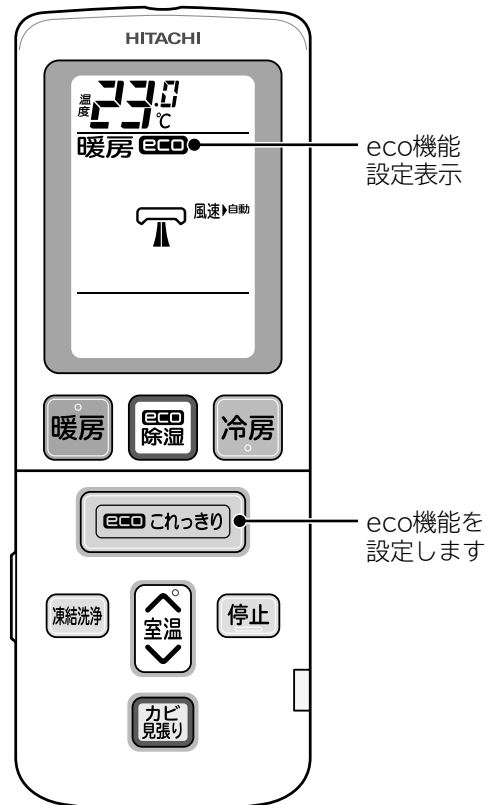 HITACHI
温度 23.0℃
暖房 eco
eco機能
設定表示
風速▶自動
暖房
eco
除湿
冷房
eco これっきり
eco機能を
設定します
凍結洗浄
室温
停止
カビ
見張り